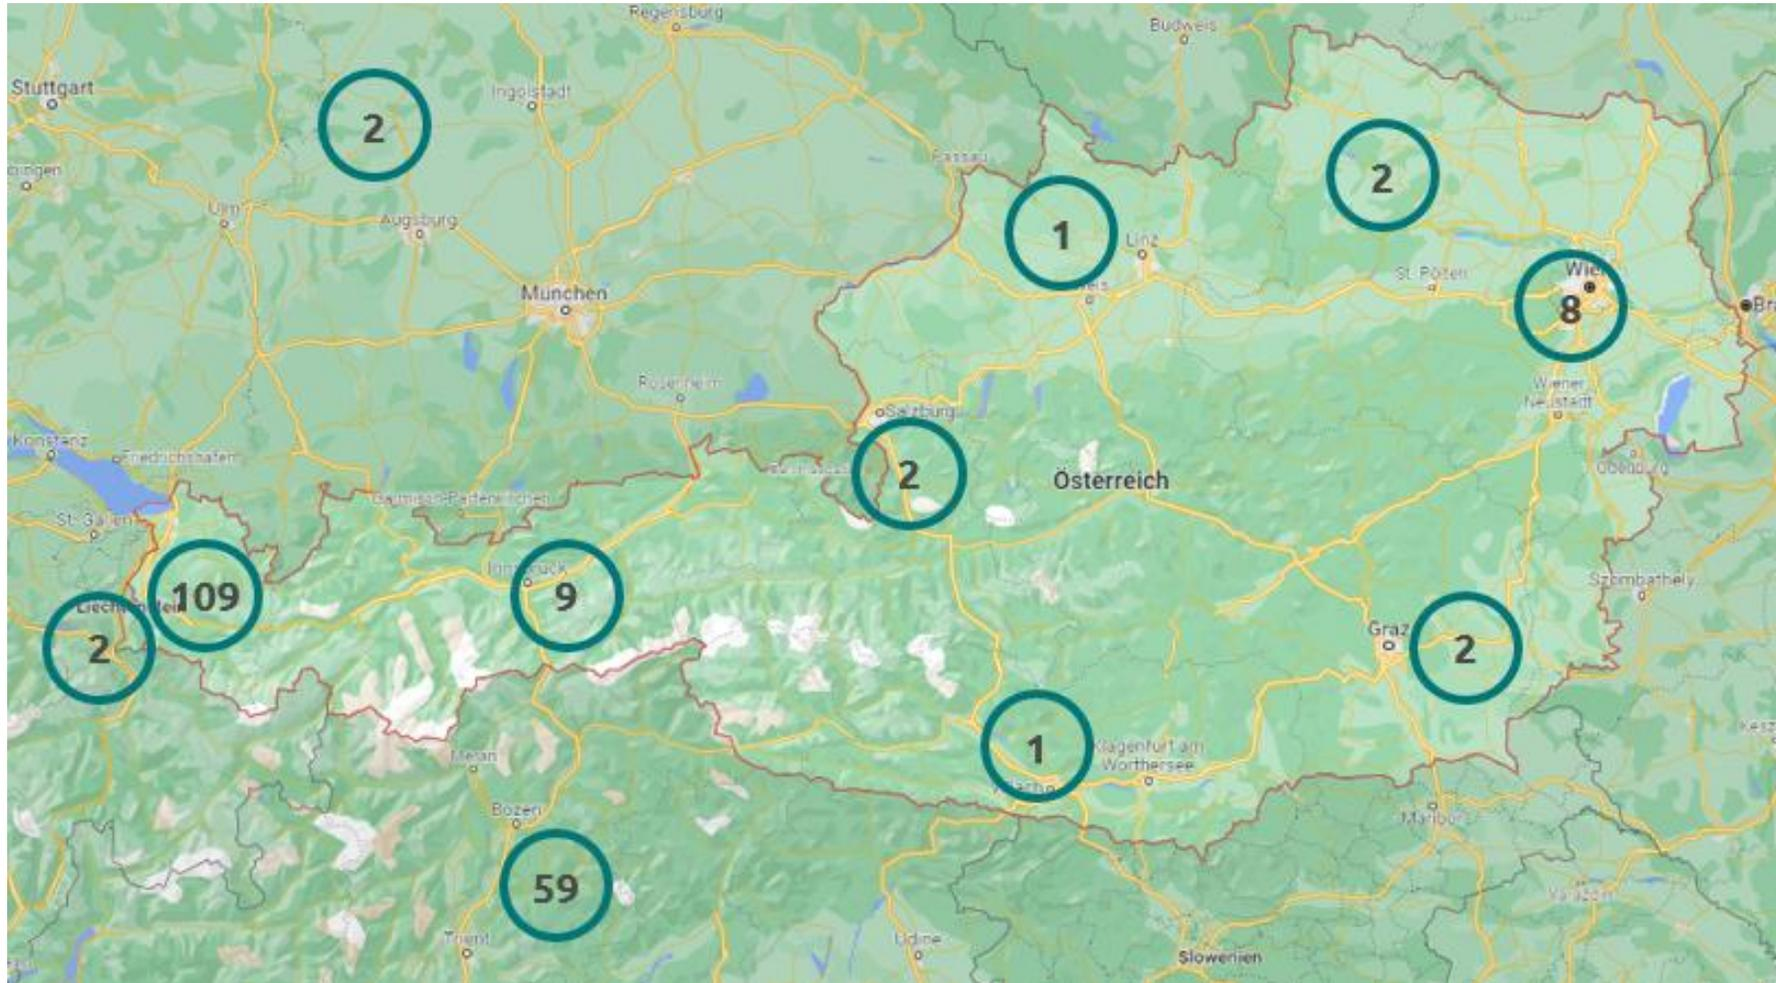 Regensburg
Budweis
Stuttgart
Ingolstadt
2
Passau
2
Ulm
Augsburg
1
Linz
St. Pölten
Wien
München
8
Rosenheim
Wiener
Neustadt
Salzburg
Konstanz
Friedrichshafen
2
Österreich
Garmisch-Partenkirchen
St. Gallen
Innsbruck
109
9
Szombathely
Liechtenstein
2
Graz
2
1
Klagenfurt am
Wörthersee
Meran
Villach
Bozen
Maribor
59
Varaždin
Trient
Udine
Slowenien